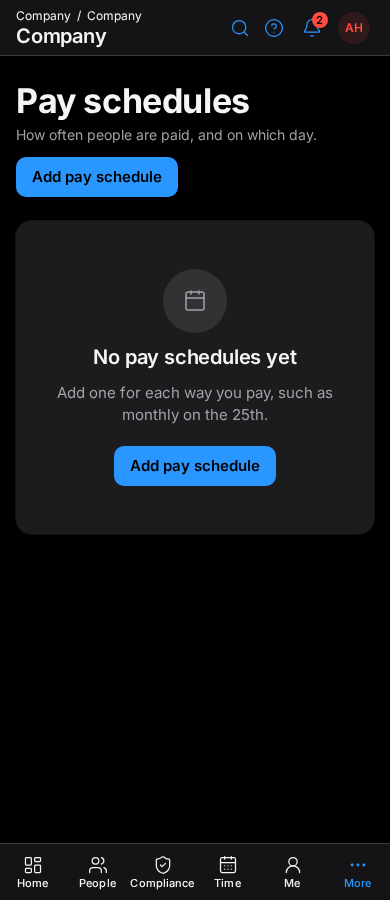 Company / Company
Company
2
AH
Pay schedules
How often people are paid, and on which day.
Add pay schedule
No pay schedules yet
Add one for each way you pay, such as
monthly on the 25th.
Add pay schedule
Home People Compliance Time Me More